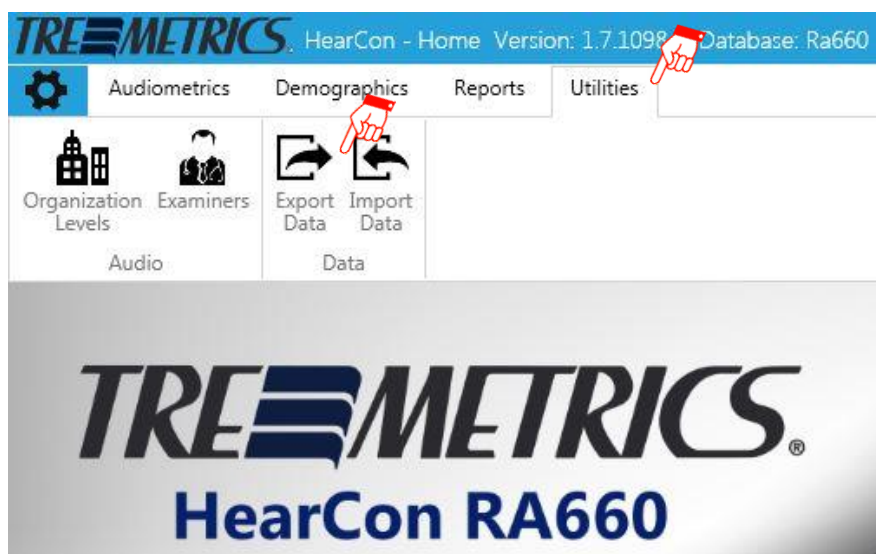 TREMETRICS. HearCon - Home Version: 1.7.1098 Database: Ra660
Audiometrics Demographics Reports Utilities
Organization Levels Examiners Export Data Import Data
Audio Data
TREMETRICS®
HearCon RA660